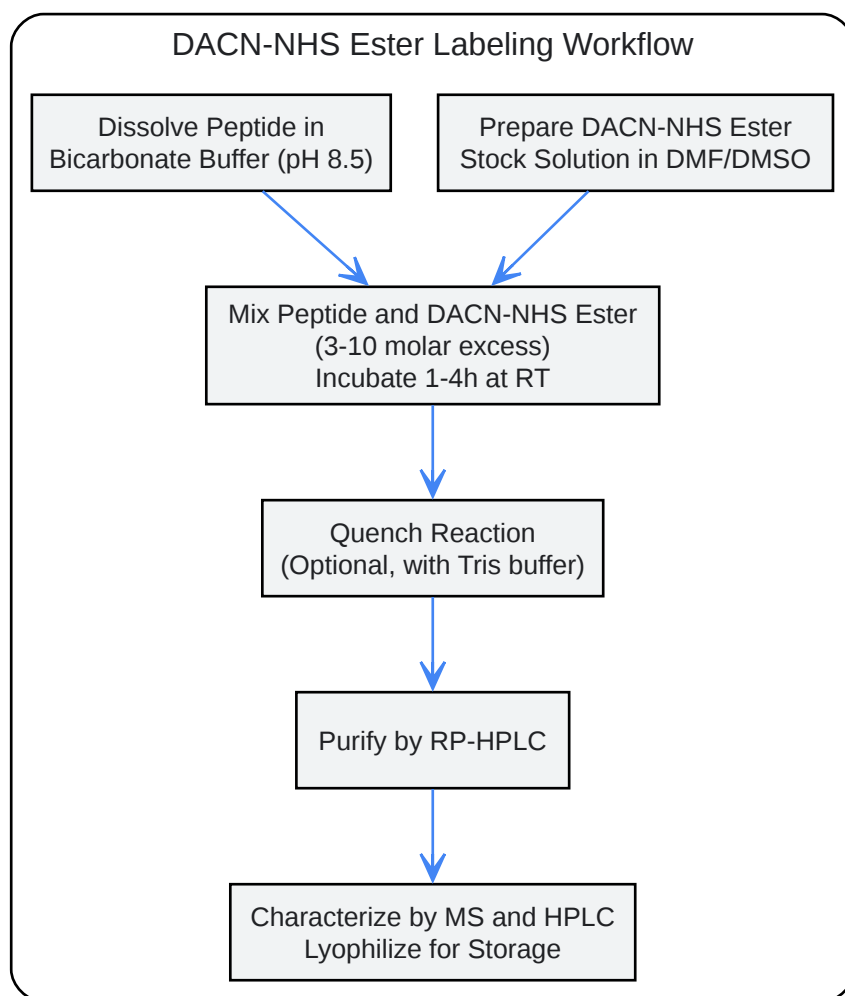 DACN-NHS Ester Labeling Workflow
Dissolve Peptide in
Bicarbonate Buffer (pH 8.5)
Prepare DACN-NHS Ester
Stock Solution in DMF/DMSO
Mix Peptide and DACN-NHS Ester
(3-10 molar excess)
Incubate 1-4h at RT
Quench Reaction
(Optional, with Tris buffer)
Purify by RP-HPLC
Characterize by MS and HPLC
Lyophilize for Storage